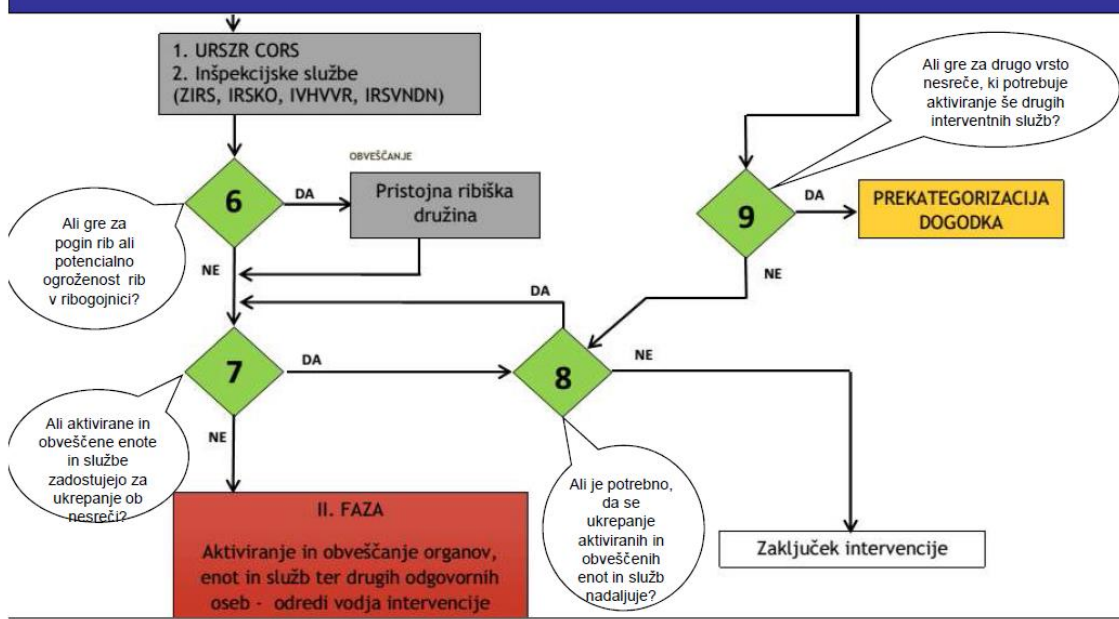 1. URSZR CORS
2. Inšpekcijske službe
(ZIRS, IRSKO, IVHVVR, IRSVNDN)
Ali gre za drugo vrsto
nesreče, ki potrebuje
aktiviranje še drugih
interventnih služb?
OBVEŠČANJE
6
DA
Pristojna ribiška
družina
9
DA
PREKATEGORIZACIJA
DOGODKA
Ali gre za
pogin rib ali
potencialno
ogroženost rib
v ribogojnici?
NE
NE
DA
7
DA
8
NE
Ali aktivirane in
obveščene enote
in službe
zadostujejo za
ukrepanje ob
nesreči?
NE
Ali je potrebno,
da se
ukrepanje
aktiviranih in
obveščenih
enot in služb
nadaljuje?
II. FAZA
Aktiviranje in obveščanje organov,
enot in služb ter drugih odgovornih
oseb - odredi vodja intervencije
Zaključek intervencije